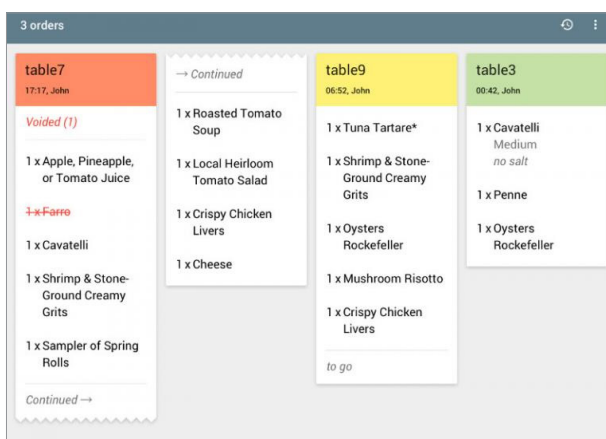 3 orders
table7
17:17, John
Voided (1)
1 x Apple, Pineapple,
or Tomato Juice
1 x Farro
1 x Cavatelli
1 x Shrimp & Stone-
Ground Creamy
Grits
1 x Sampler of Spring
Rolls
Continued →
→ Continued
1 x Roasted Tomato
Soup
1 x Local Heirloom
Tomato Salad
1 x Crispy Chicken
Livers
1 x Cheese
table9
06:52, John
1 x Tuna Tartare*
1 x Shrimp & Stone-
Ground Creamy
Grits
1 x Oysters
Rockefeller
1 x Mushroom Risotto
1 x Crispy Chicken
Livers
to go
table3
00:42, John
1 x Cavatelli
Medium
no salt
1 x Penne
1 x Oysters
Rockefeller